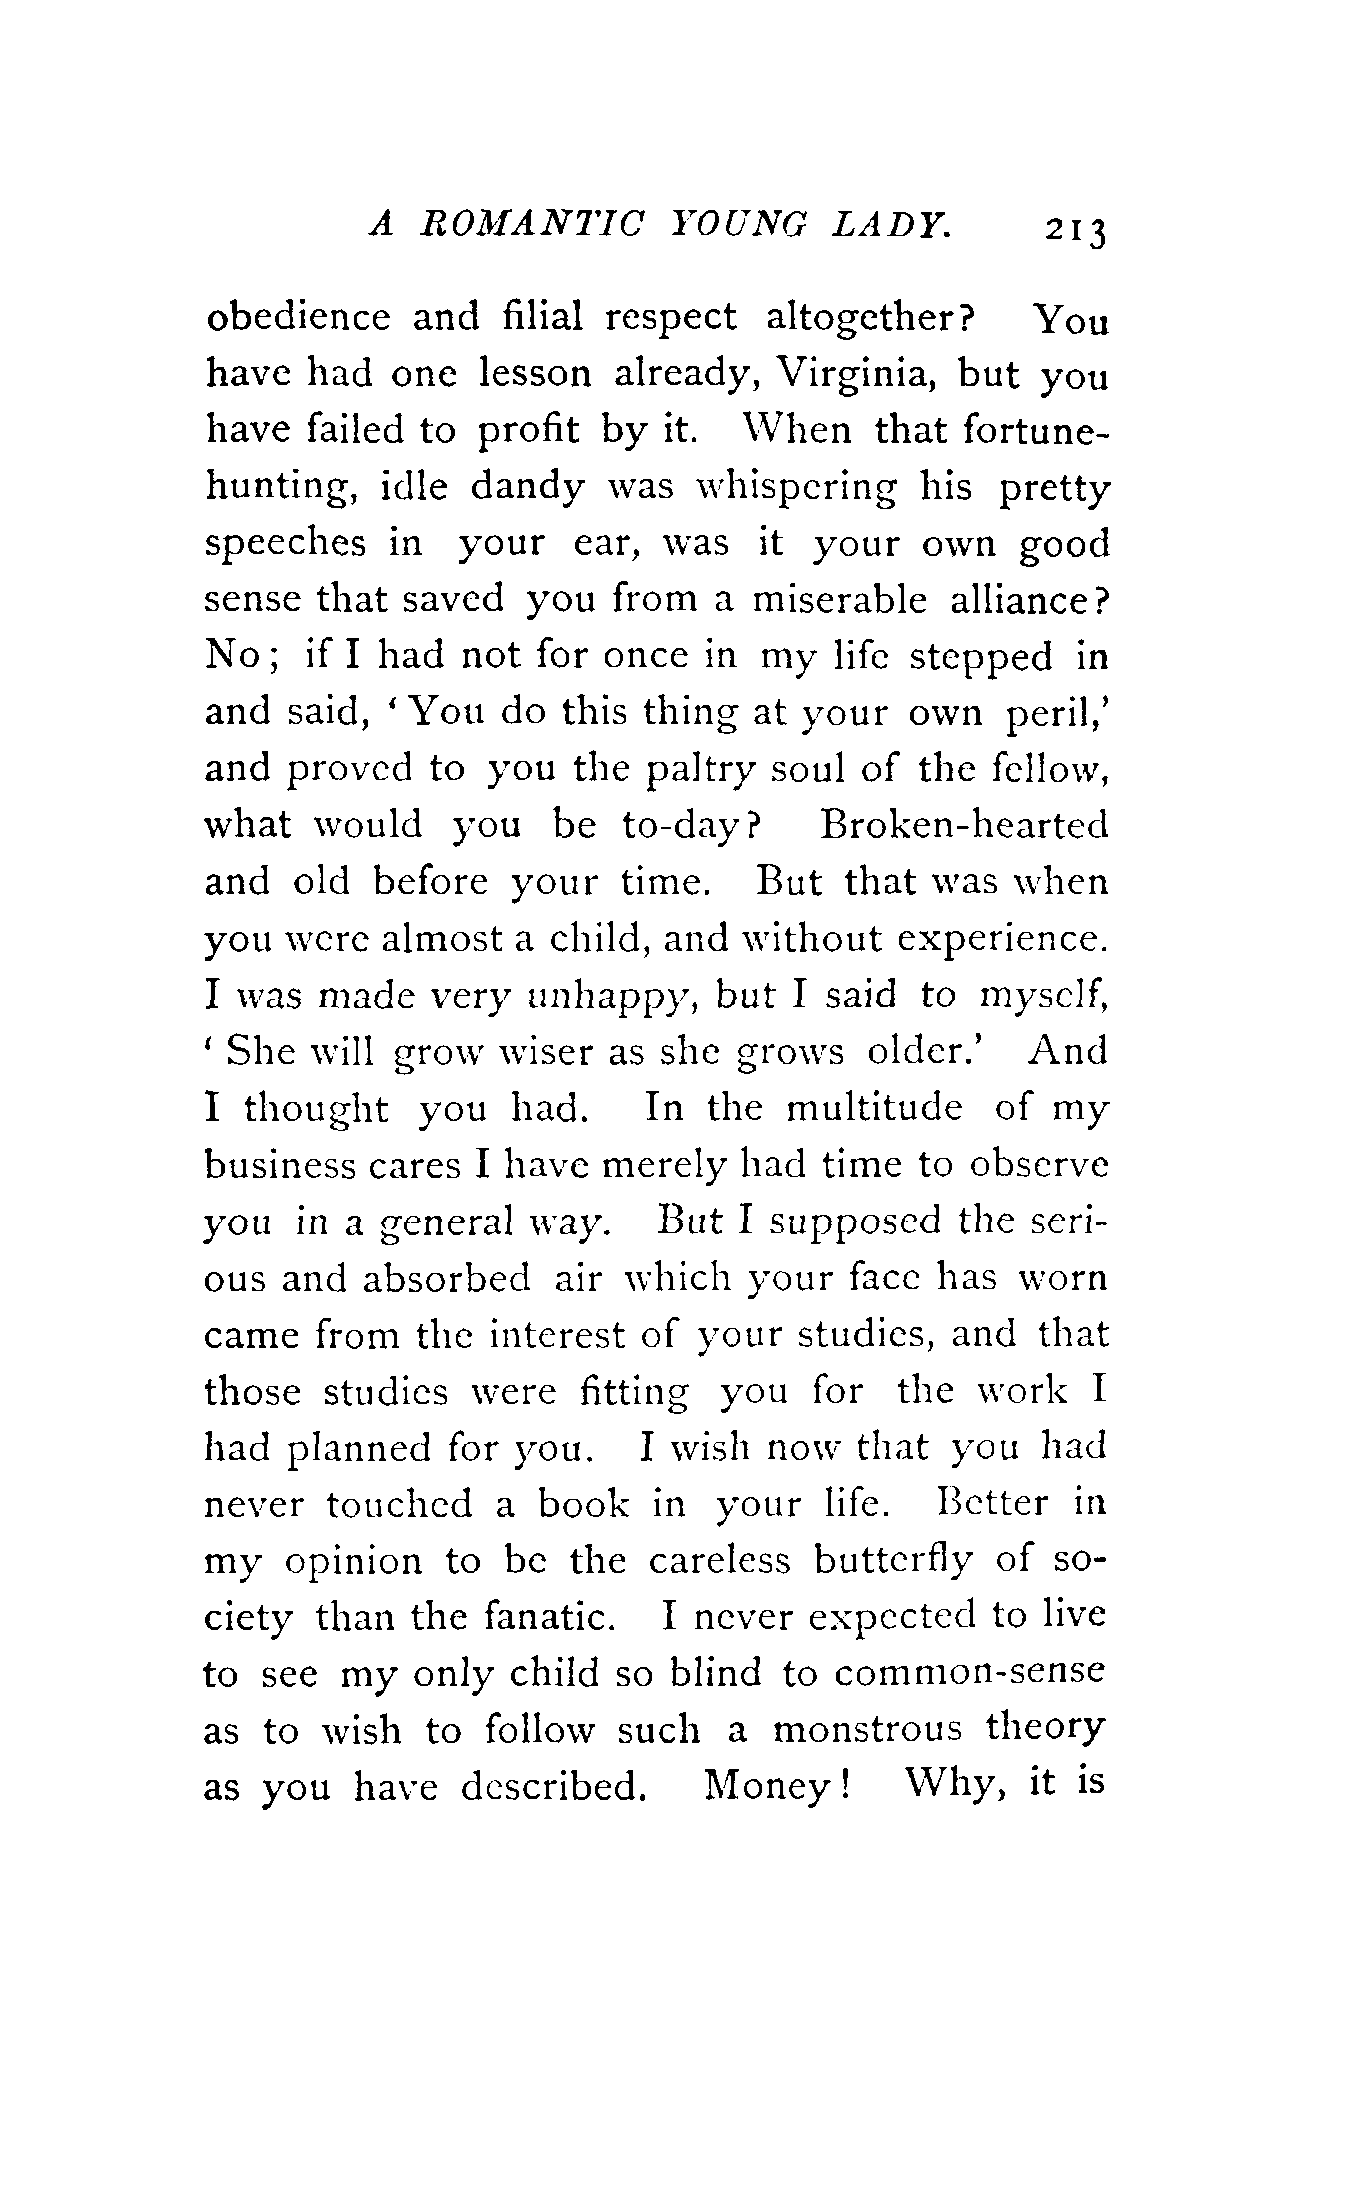 A ROMANTIC YOUNG LADY. 213
obedience and filial respect altogether? You
have had one lesson already, Virginia, but you
have failed to profit by it. When that fortune-
hunting, idle dandy was whispering his pretty
speeches in your ear, was it your own good
sense that saved you from a miserable alliance?
No; if I had not for once in my life stepped in
and said, ‘You do this thing at your own peril,’
and proved to you the paltry soul of the fellow,
what would you be to-day? Broken-hearted
and old before your time. But that was when
you were almost a child, and without experience.
I was made very unhappy, but I said to myself,
‘She will grow wiser as she grows older.’ And
I thought you had. In the multitude of my
business cares I have merely had time to observe
you in a general way. But I supposed the seri-
ous and absorbed air which your face has worn
came from the interest of your studies, and that
those studies were fitting you for the work I
had planned for you. I wish now that you had
never touched a book in your life. Better in
my opinion to be the careless butterfly of so-
ciety than the fanatic. I never expected to live
to see my only child so blind to common-sense
as to wish to follow such a monstrous theory
as you have described. Money! Why, it is